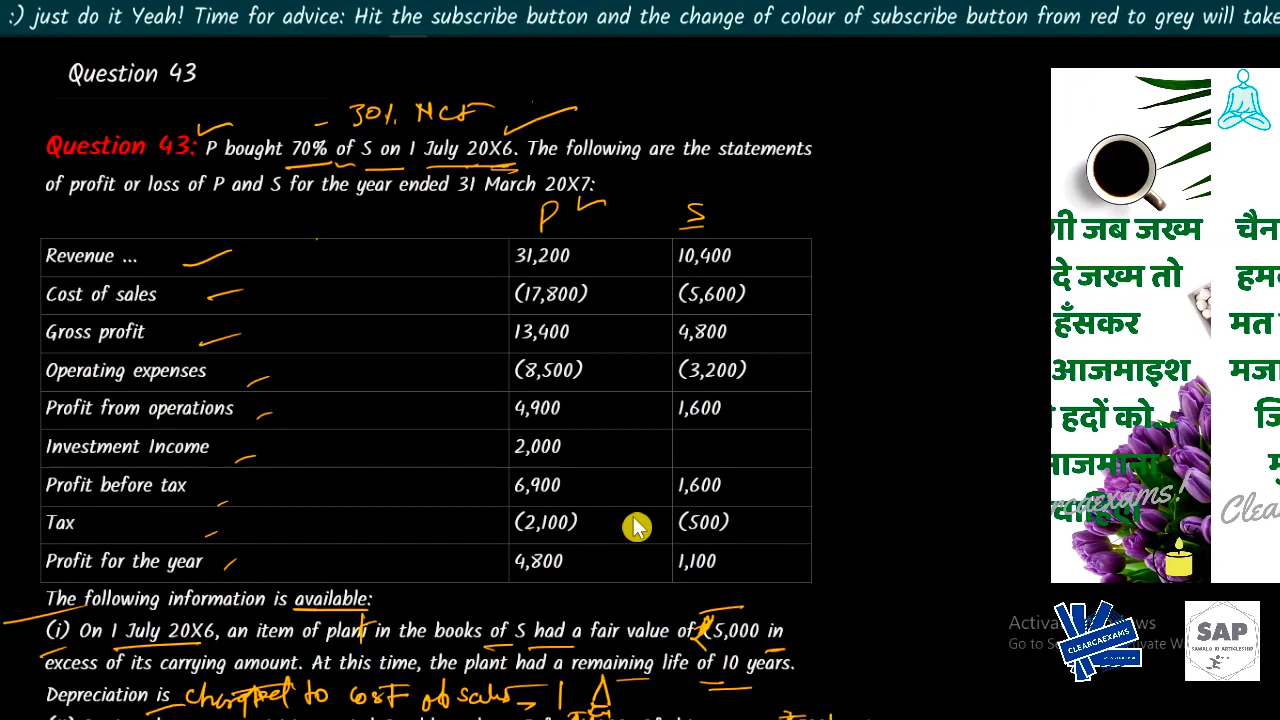 :) just do it Yeah! Time for advice: Hit the subscribe button and the change of colour of subscribe button from red to grey will take
Question 43
30% NCI
Question 43: P bought 70% of S on 1 July 20X6. The following are the statements
of profit or loss of P and S for the year ended 31 March 20X7:
P S
Revenue ... 31,200 10,400
Cost of sales (17,800) (5,600)
Gross profit 13,400 4,800
Operating expenses (8,500) (3,200)
Profit from operations 4,900 1,600
Investment Income 2,000
Profit before tax 6,900 1,600
Tax (2,100) (500)
Profit for the year 4,800 1,100
The following information is available:
(i) On 1 July 20X6, an item of plant in the books of S had a fair value of 5,000 in
excess of its carrying amount. At this time, the plant had a remaining life of 10 years.
Depreciation is charged to cost of sales
जब जख्म
दे जख्म तो
हँसकर
आजमाइश
हदों को...
चाहिए
चैन
मत
Clearcaexams!
Activate Windows
CLEARCAEXAMS
SAP
SAWALO KI ARTICLESHIP